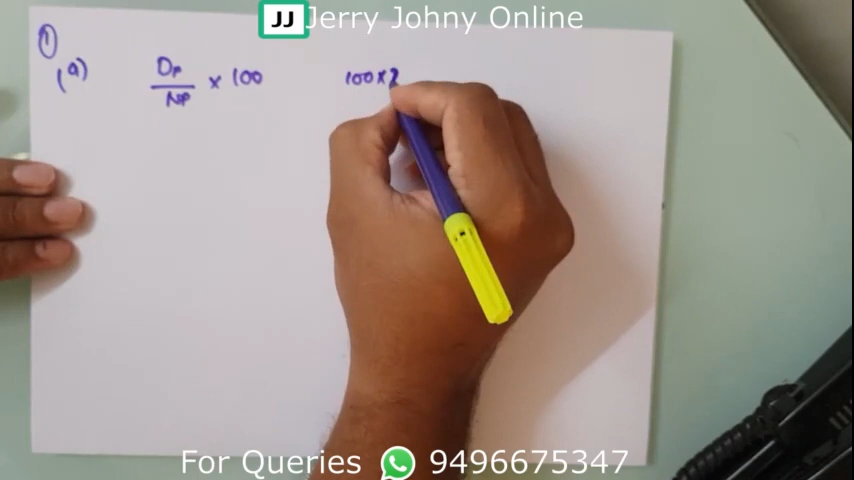 JJ Jerry Johny Online
①
(a) Dp/NP × 100 100×2
For Queries 9496675347